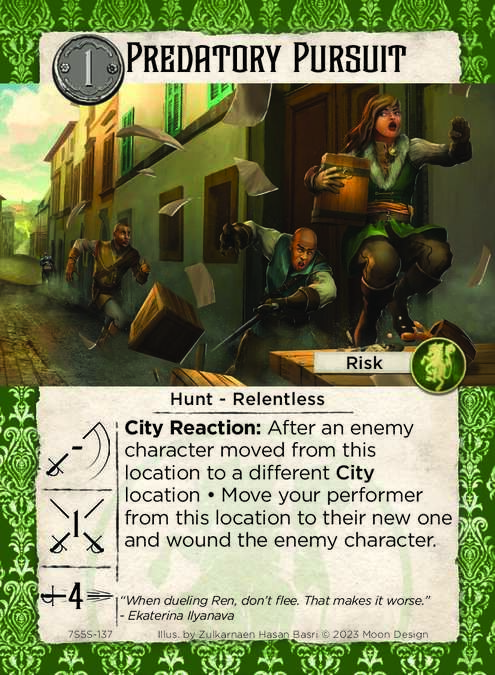 1 PREDATORY PURSUIT
Risk
Hunt - Relentless
City Reaction: After an enemy
character moved from this
location to a different City
location • Move your performer
from this location to their new one
and wound the enemy character.
-
1
+4
"When dueling Ren, don't flee. That makes it worse."
- Ekaterina Ilyanava
7S5S-137 Illus. by Zulkarnaen Hasan Basri © 2023 Moon Design